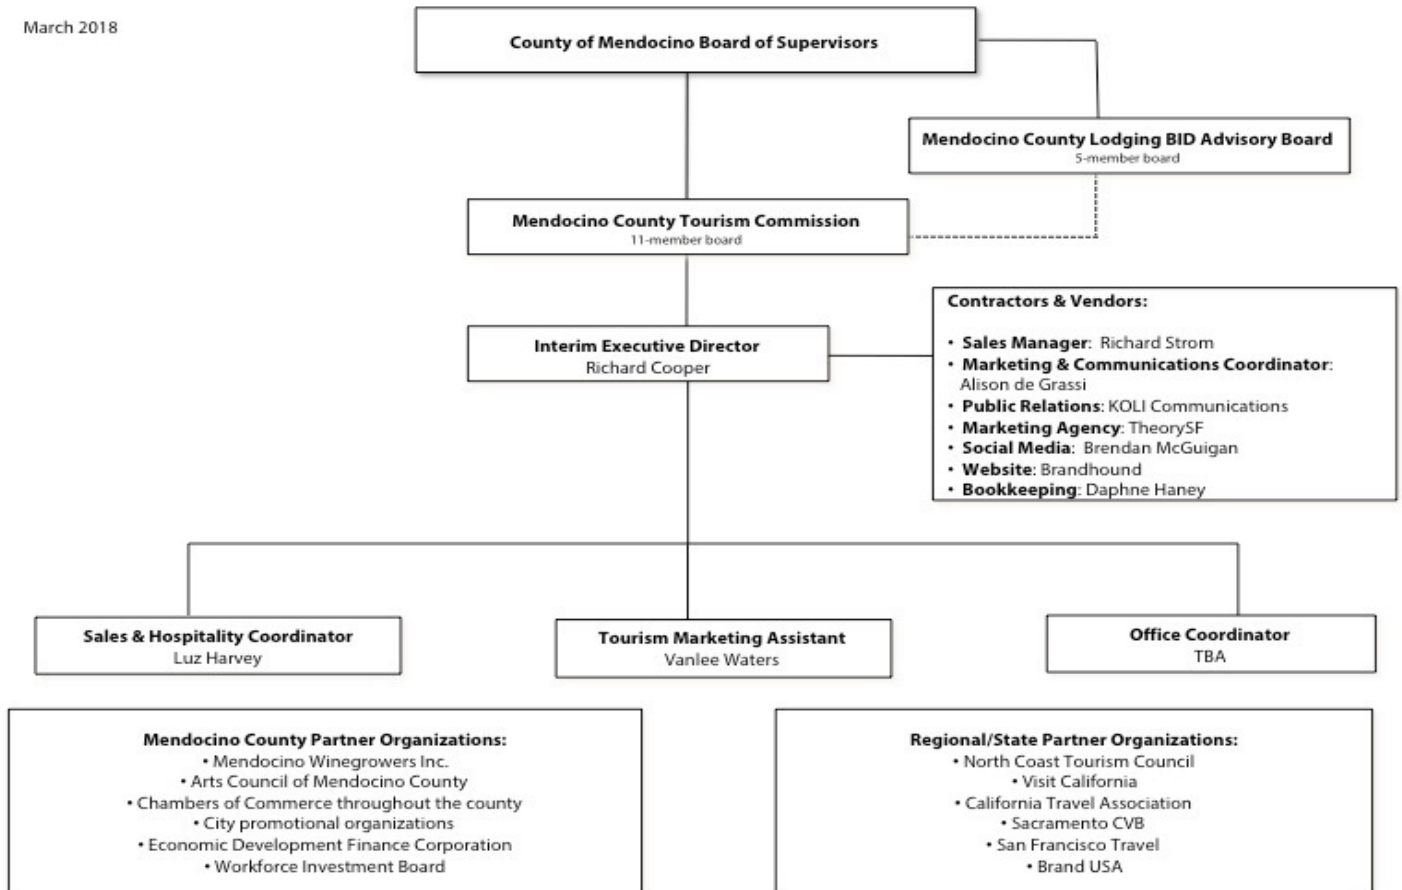 March 2018
County of Mendocino Board of Supervisors
Mendocino County Lodging BID Advisory Board
5-member board
Mendocino County Tourism Commission
11-member board
Interim Executive Director
Richard Cooper
Contractors & Vendors:
• Sales Manager: Richard Strom
• Marketing & Communications Coordinator:
Alison de Grassi
• Public Relations: KOLI Communications
• Marketing Agency: TheorySF
• Social Media: Brendan McGuigan
• Website: Brandhound
• Bookkeeping: Daphne Haney
Sales & Hospitality Coordinator
Luz Harvey
Tourism Marketing Assistant
Vanlee Waters
Office Coordinator
TBA
Mendocino County Partner Organizations:
• Mendocino Winegrowers Inc.
• Arts Council of Mendocino County
• Chambers of Commerce throughout the county
• City promotional organizations
• Economic Development Finance Corporation
• Workforce Investment Board
Regional/State Partner Organizations:
• North Coast Tourism Council
• Visit California
• California Travel Association
• Sacramento CVB
• San Francisco Travel
• Brand USA